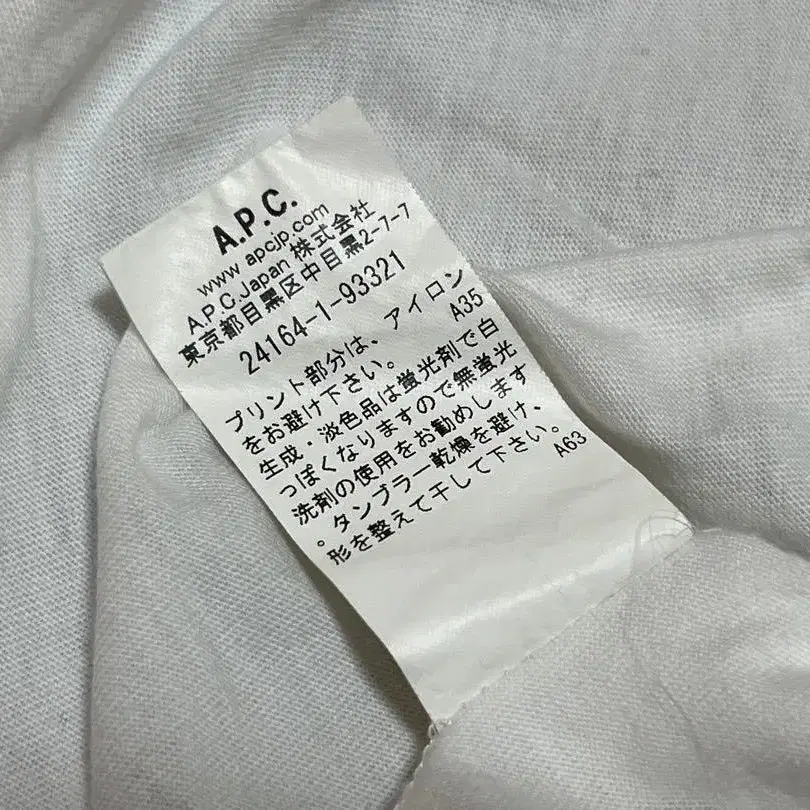 A.P.C.
www.apcjp.com
A.P.C.Japan 株式会社
東京都目黒区中目黒2-7-7
24164-1-93321
プリント部分は、アイロン
をお避け下さい。 A35
生成・淡色品は蛍光剤で白
っぽくなりますので無蛍光
洗剤の使用をお勧めします
。タンブラー乾燥を避け、
形を整えて干して下さい。
A63